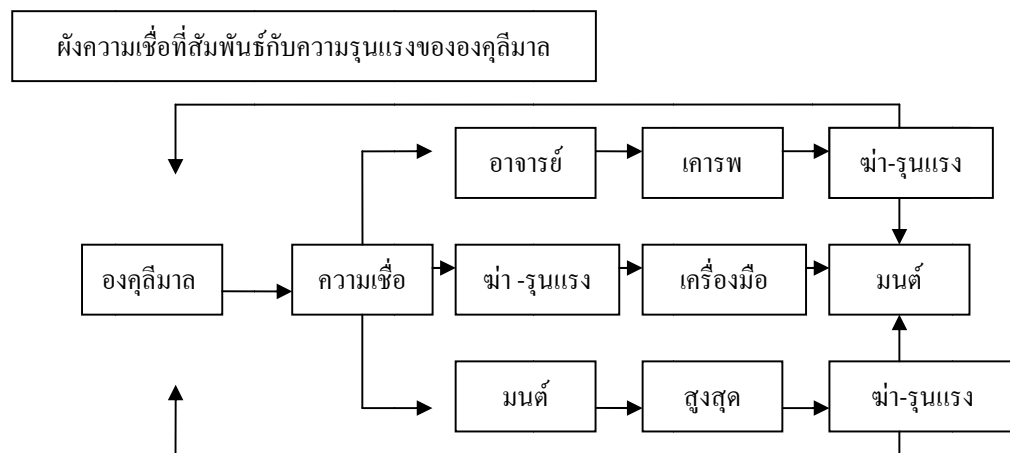 ผังความเชื่อที่สัมพันธ์กับความรุนแรงขององคุลีมาล
อาจารย์ เคารพ ฆ่า-รุนแรง
องคุลีมาล ความเชื่อ ฆ่า -รุนแรง เครื่องมือ มนต์
มนต์ สูงสุด ฆ่า-รุนแรง